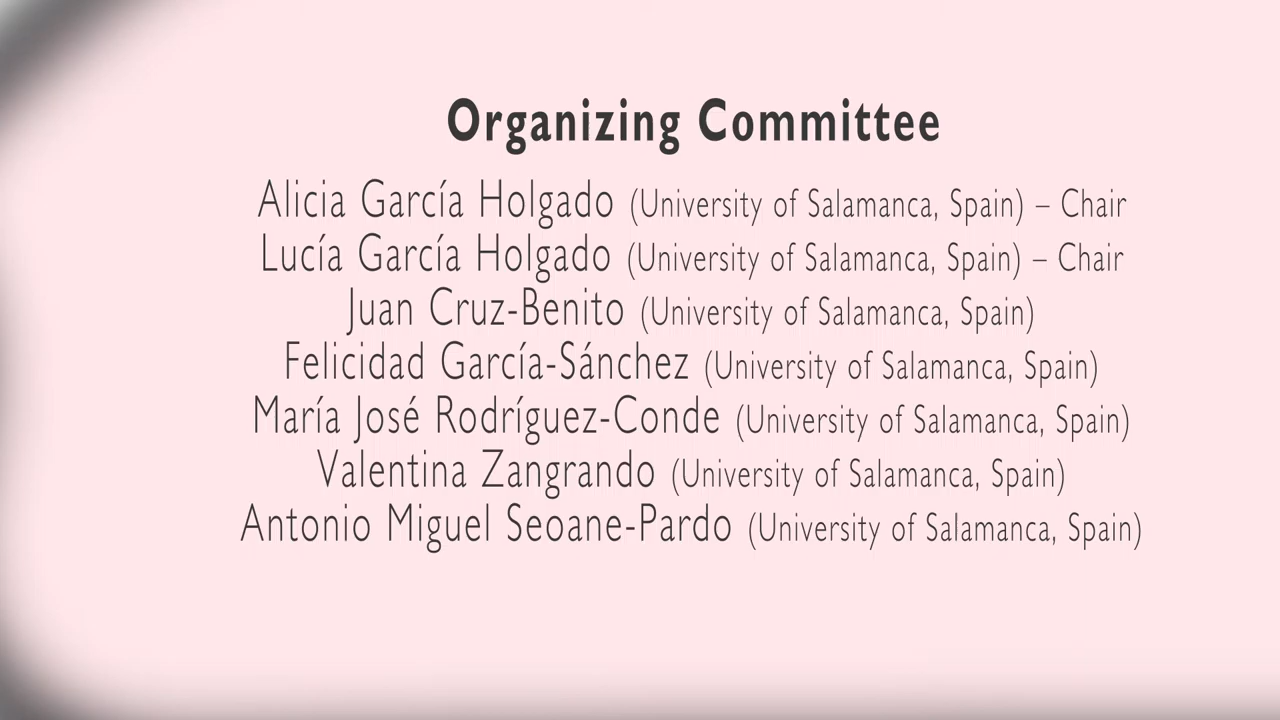 Organizing Committee
Alicia García Holgado (University of Salamanca, Spain) – Chair
Lucía García Holgado (University of Salamanca, Spain) – Chair
Juan Cruz-Benito (University of Salamanca, Spain)
Felicidad García-Sánchez (University of Salamanca, Spain)
María José Rodríguez-Conde (University of Salamanca, Spain)
Valentina Zangrando (University of Salamanca, Spain)
Antonio Miguel Seoane-Pardo (University of Salamanca, Spain)